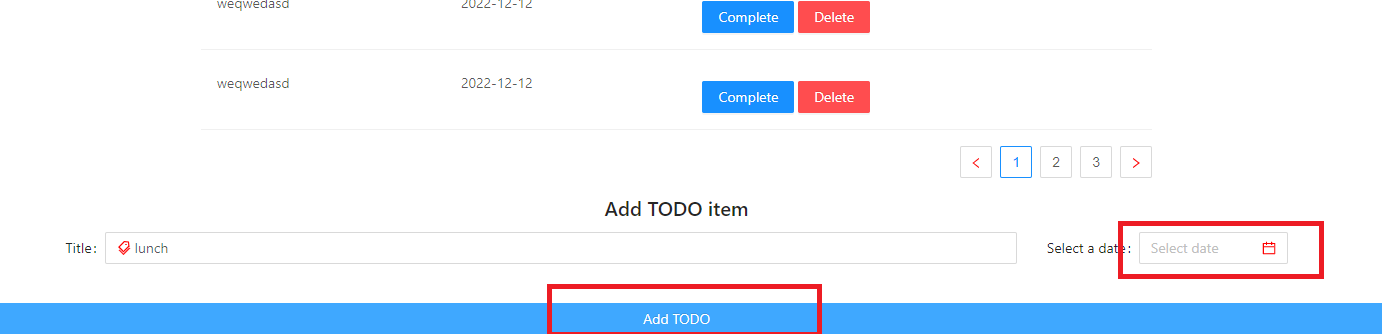 weqwedasd 2022-12-12 Complete Delete
weqwedasd 2022-12-12 Complete Delete
< 1 2 3 >
Add TODO item
Title: lunch Select a date: Select date
Add TODO